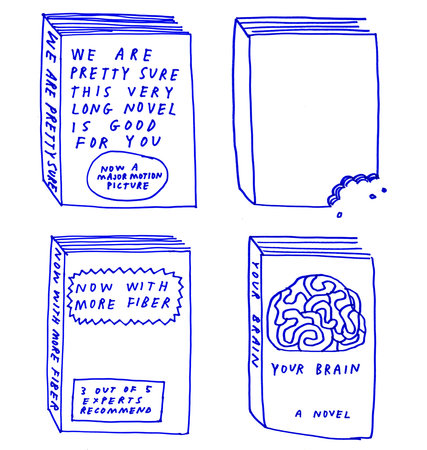 WE ARE PRETTY SURE
WE ARE
PRETTY SURE
THIS VERY
LONG NOVEL
IS GOOD
FOR YOU
NOW A
MAJOR MOTION
PICTURE
NOW WITH MORE FIBER
NOW WITH
MORE FIBER
3 OUT OF 5
EXPERTS
RECOMMEND
YOUR BRAIN
YOUR BRAIN
A NOVEL